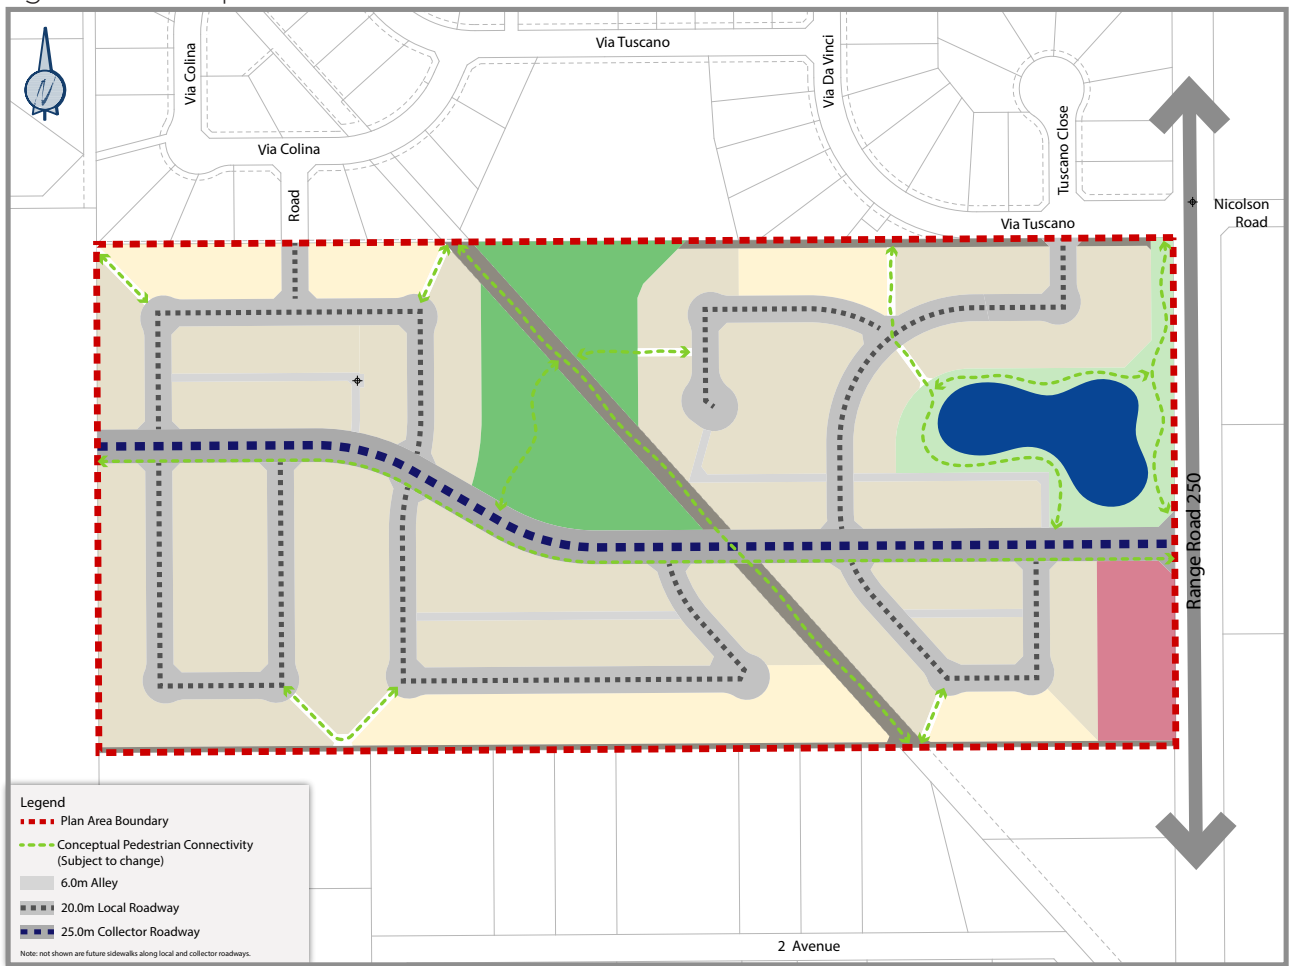 Via Tuscano
Via Colina
Via Da Vinci
Via Colina
Tuscano Close
Road
Nicolson
Road
Via Tuscano
Range Road 250
Legend
Plan Area Boundary
Conceptual Pedestrian Connectivity
(Subject to change)
6.0m Alley
20.0m Local Roadway
25.0m Collector Roadway
Note: not shown are future sidewalks along local and collector roadways.
2 Avenue